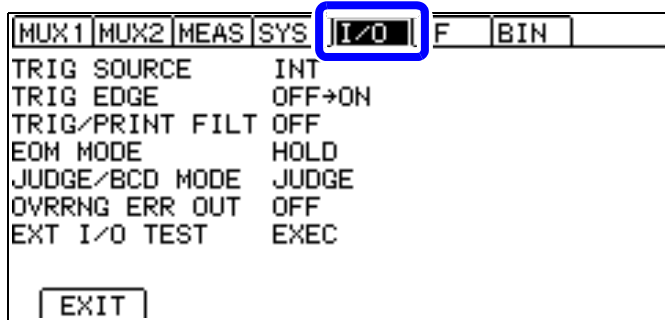 MUX1 MUX2 MEAS SYS I/O F BIN
TRIG SOURCE INT
TRIG EDGE OFF→ON
TRIG/PRINT FILT OFF
EOM MODE HOLD
JUDGE/BCD MODE JUDGE
OVRRNG ERR OUT OFF
EXT I/O TEST EXEC
EXIT